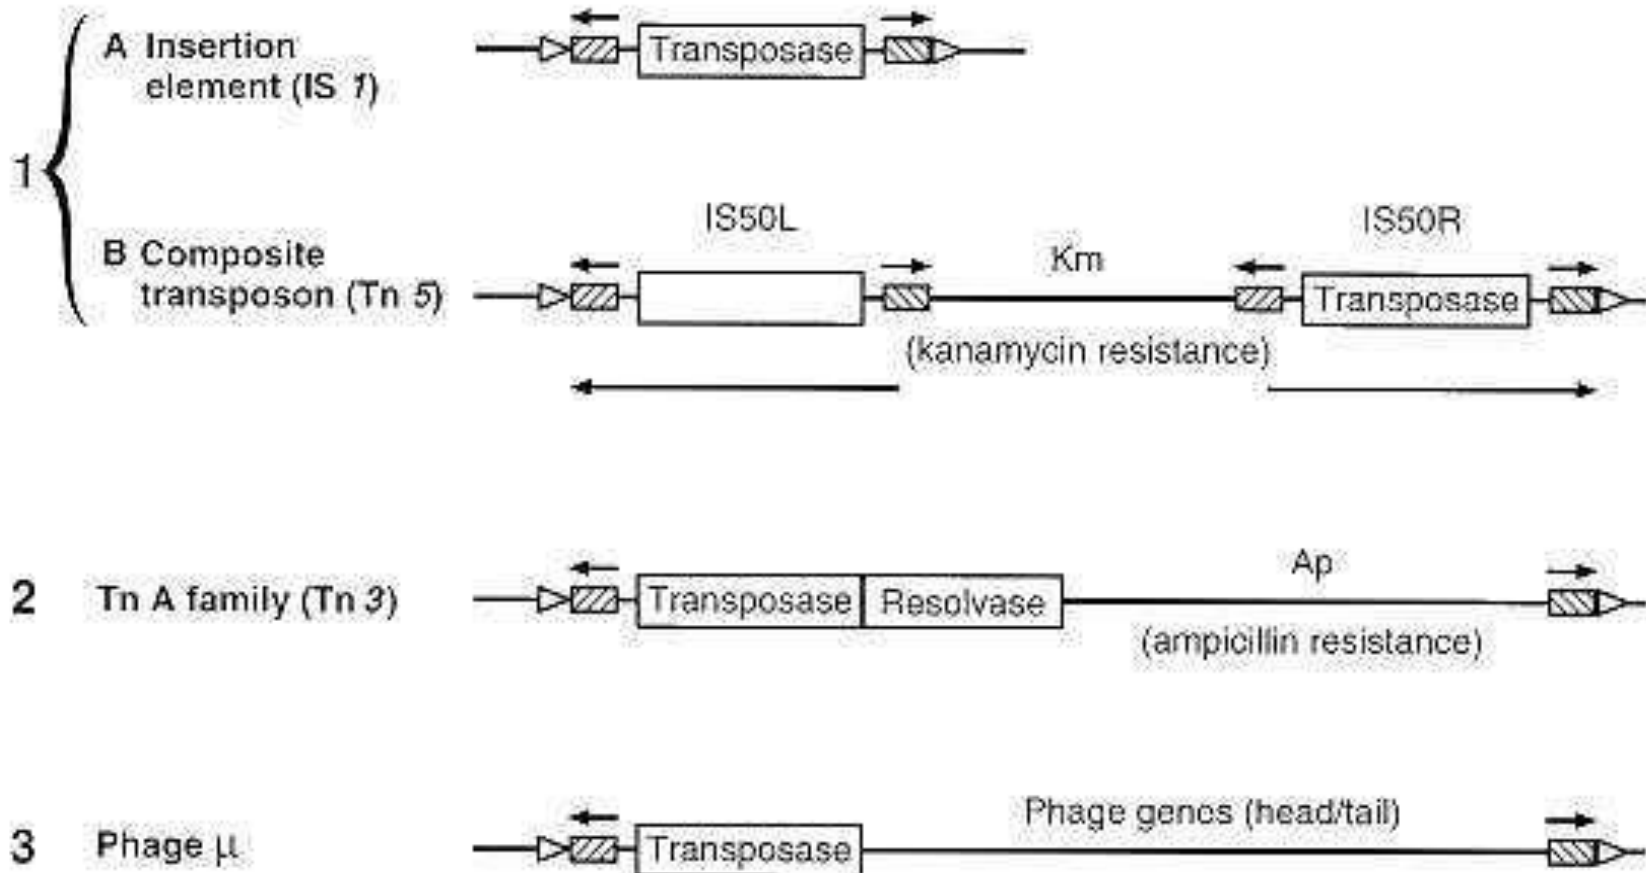 1
A Insertion
element (IS 1)
Transposase
B Composite
transposon (Tn 5)
IS50L
Km
IS50R
Transposase
(kanamycin resistance)
2 Tn A family (Tn 3)
Transposase Resolvase
Ap
(ampicillin resistance)
3 Phage µ
Transposase
Phage genos (head/tail)